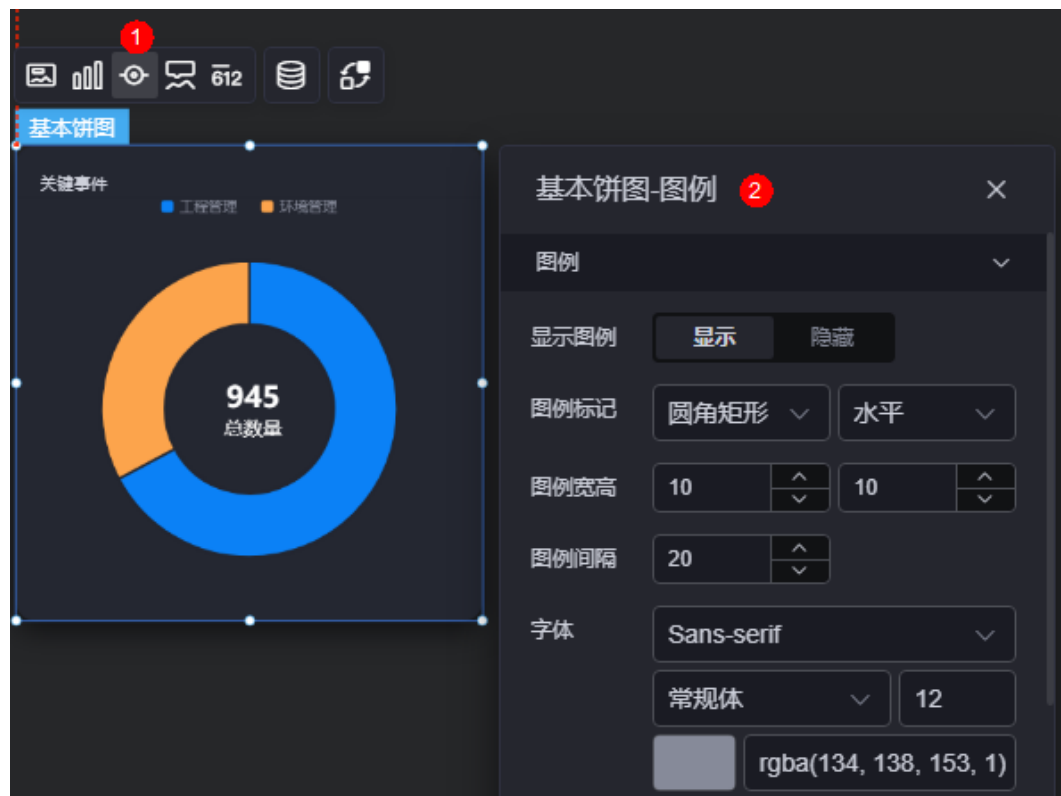 1
612
基本饼图
关键事件
工程管理 环境管理
945
总数量
基本饼图-图例 2
图例
显示图例 显示 隐藏
图例标记 圆角矩形 水平
图例宽高 10 10
图例间隔 20
字体 Sans-serif
常规体 12
rgba(134, 138, 153, 1)